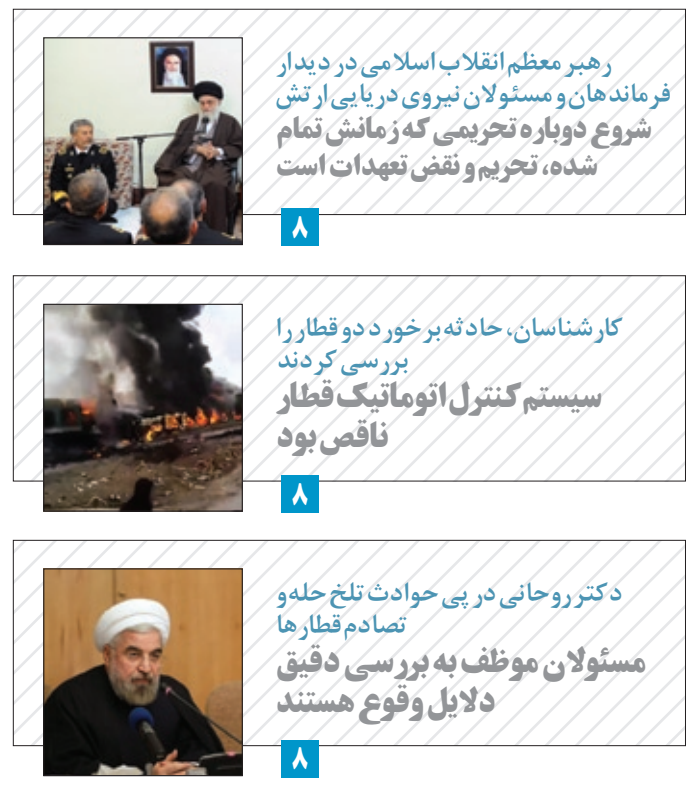 رهبر معظم انقلاب اسلامی در دیدار
فرماندهان و مسئولان نیروی دریایی ارتش
شروع دوباره تحریمی که زمانش تمام
شده، تحریم و نقض تعهدات است
۸
کارشناسان، حادثه برخورد دو قطار را
بررسی کردند
سیستم کنترل اتوماتیک قطار
ناقص بود
۸
دکتر روحانی در پی حوادث تلخ حله و
تصادم قطارها
مسئولان موظف به بررسی دقیق
دلایل وقوع هستند
۸